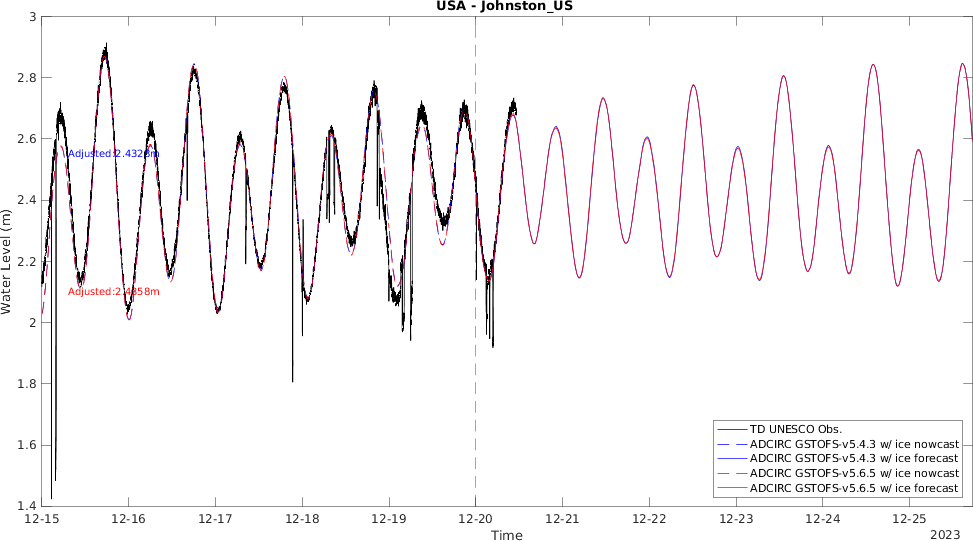 USA - Johnston_US
3
2.8
2.6
2.4
2.2
2
1.8
1.6
1.4
Water Level (m)
Adjusted:2.4328m
Adjusted:2.4358m
TD UNESCO Obs.
ADCIRC GSTOFS-v5.4.3 w/ ice nowcast
ADCIRC GSTOFS-v5.4.3 w/ ice forecast
ADCIRC GSTOFS-v5.6.5 w/ ice nowcast
ADCIRC GSTOFS-v5.6.5 w/ ice forecast
12-15 12-16 12-17 12-18 12-19 12-20 12-21 12-22 12-23 12-24 12-25
Time
2023